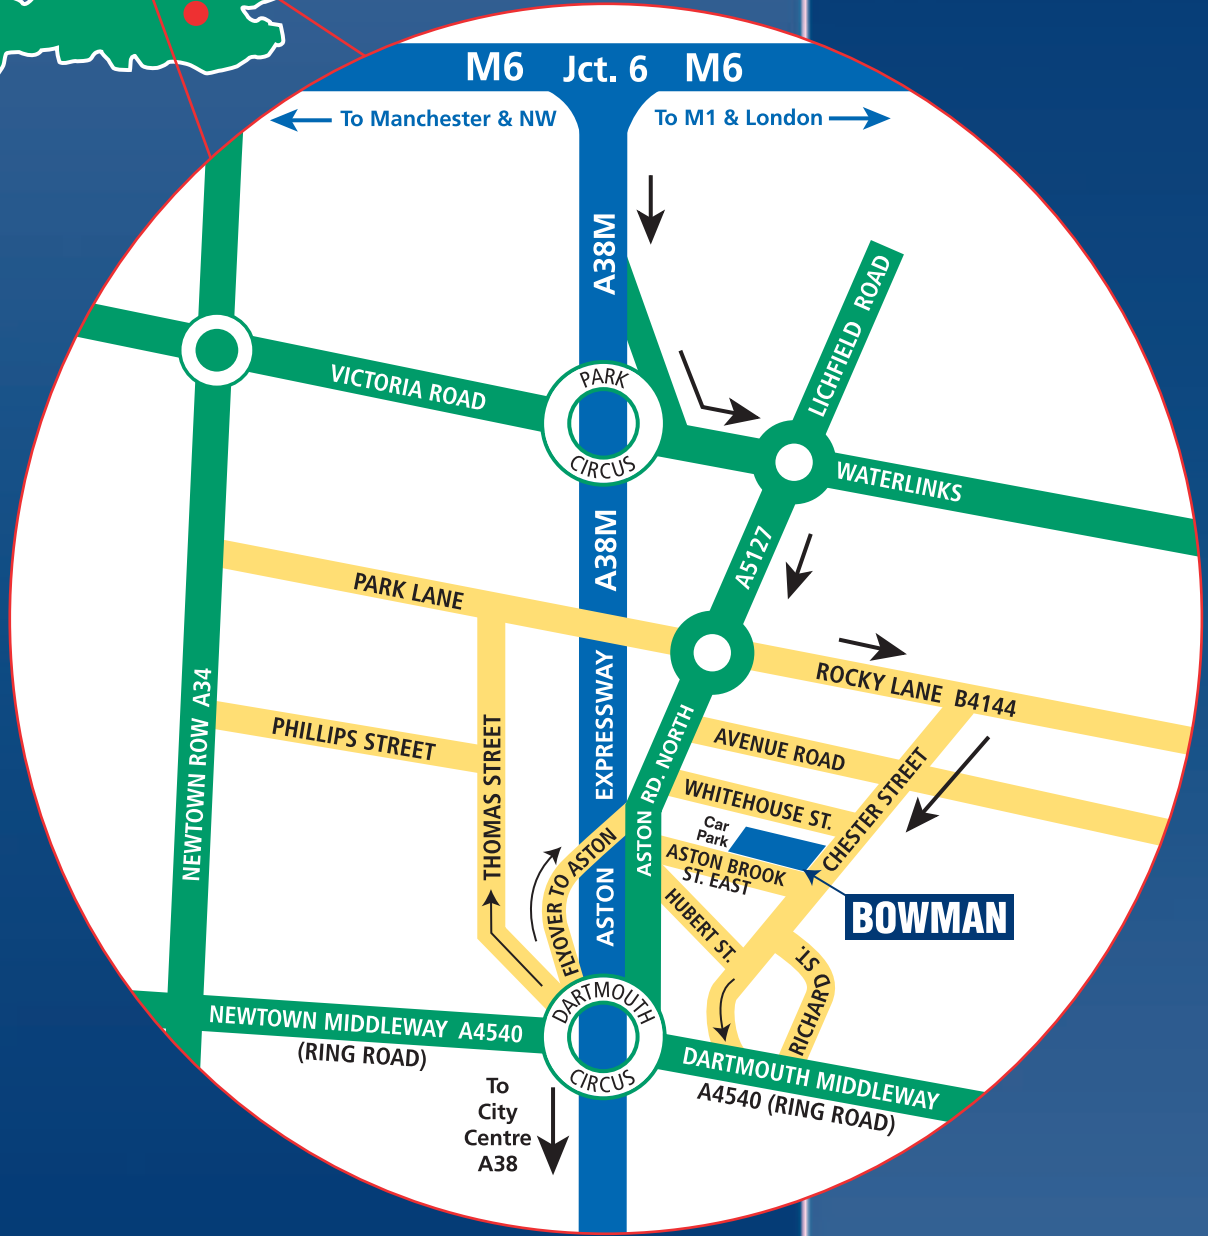 M6 Jct. 6 M6
To Manchester & NW
To M1 & London
A38M
LICHFIELD ROAD
VICTORIA ROAD
PARK
CIRCUS
WATERLINKS
A38M
A5127
PARK LANE
ROCKY LANE B4144
NEWTOWN ROW A34
PHILLIPS STREET
THOMAS STREET
ASTON EXPRESSWAY
ASTON RD. NORTH
AVENUE ROAD
WHITEHOUSE ST.
CHESTER STREET
Car
Park
ASTON BROOK
ST. EAST
FLYOVER TO ASTON
HUBERT ST.
BOWMAN
RICHARD ST.
DARTMOUTH
CIRCUS
NEWTOWN MIDDLEWAY A4540
(RING ROAD)
DARTMOUTH MIDDLEWAY
A4540 (RING ROAD)
To
City
Centre
A38